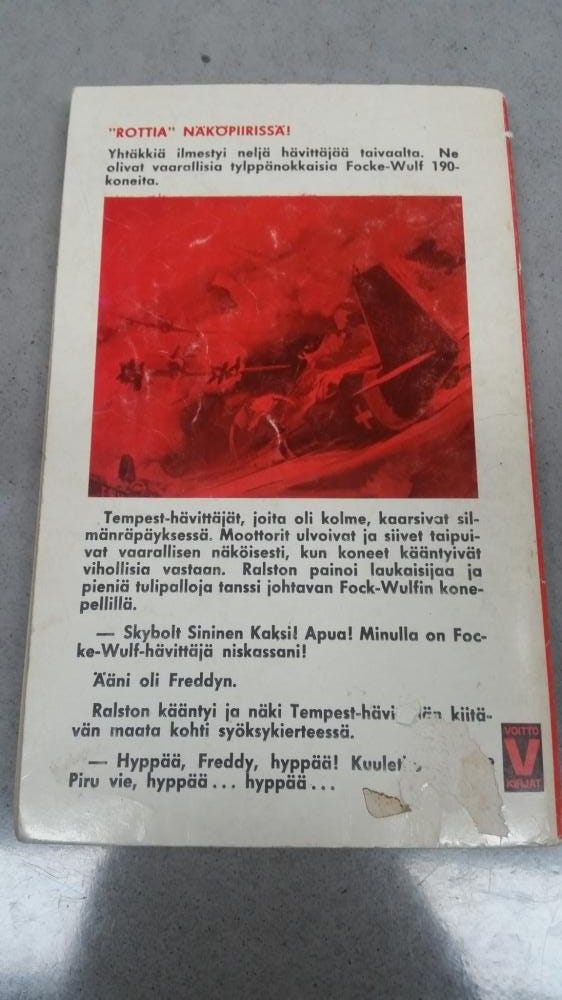 "ROTTIA" NÄKÖPIIRISSÄ!
Yhtäkkiä ilmestyi neljä hävittäjää taivaalta. Ne
olivat vaarallisia tylppänokkaisia Focke-Wulf 190-
koneita.
Tempest-hävittäjät, joita oli kolme, kaarsivat sil-
mänräpäyksessä. Moottorit ulvoivat ja siivet taipui-
vat vaarallisen näköisesti, kun koneet kääntyivät
vihollisia vastaan. Ralston painoi laukaisijaa ja
pieniä tulipalloja tanssi johtavan Fock-Wulfin kone-
pellillä.
— Skybolt Sininen Kaksi! Apua! Minulla on Foc-
ke-Wulf-hävittäjä niskassani!
Ääni oli Freddyn.
Ralston kääntyi ja näki kiitä-
vän maata kohti syöksykierteessä.
— Hyppää, Freddy, hyppää!
Piru vie, hyppää... hyppää...
VOITTO
V
KIRJAT